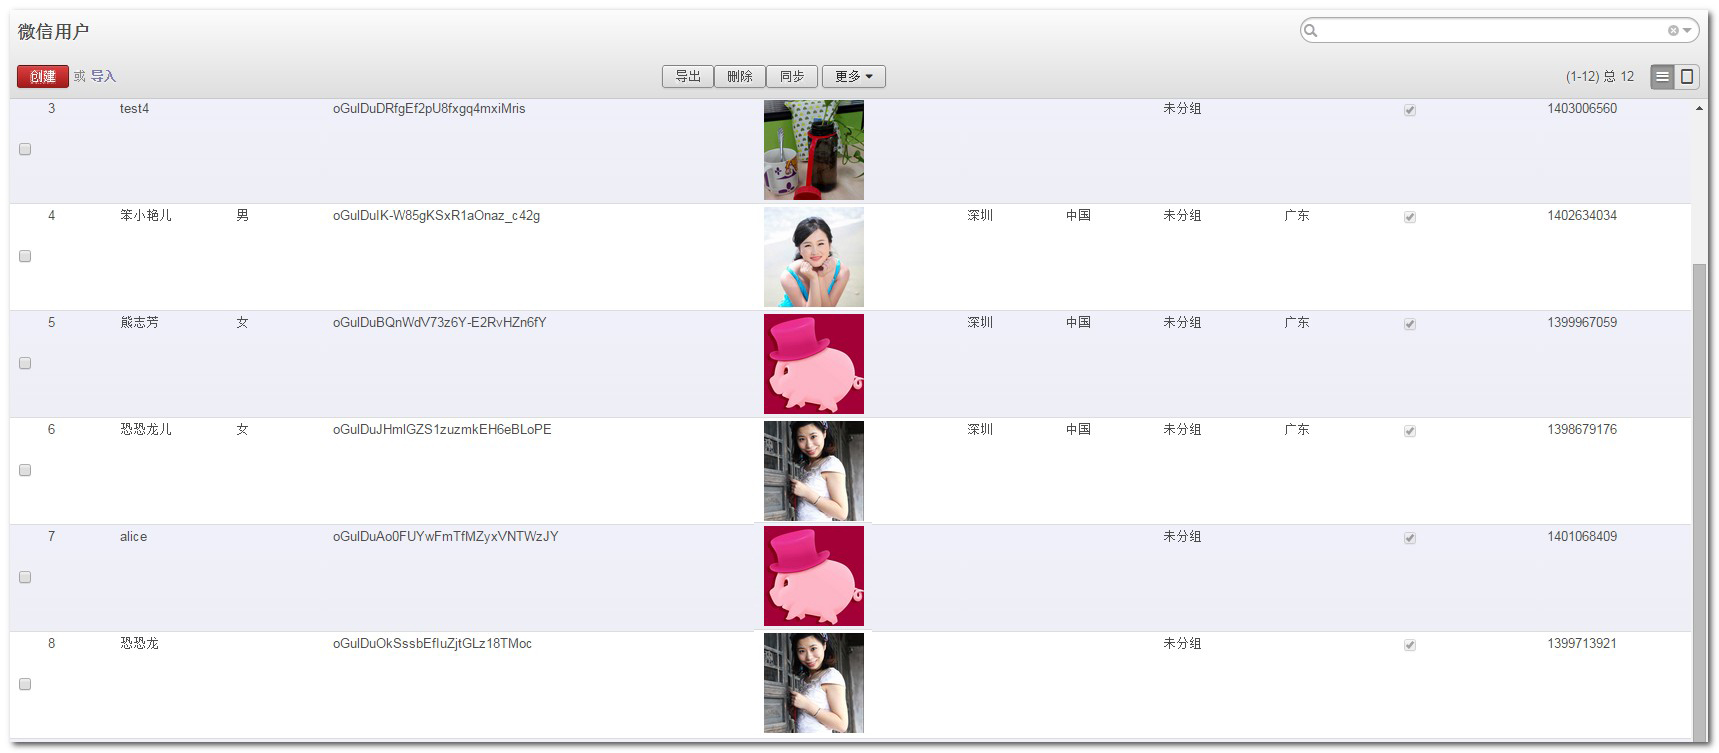 微信用户
创建 或 导入 导出 删除 同步 更多 (1-12) 总 12
3 test4 oGulDuDRfgEf2pU8fxgq4mxiMris 未分组 1403006560
4 笨小艳儿 男 oGulDulK-W85gKSxR1aOnaz_c42g 深圳 中国 未分组 广东 1402634034
5 熊志芳 女 oGulDuBQnWdV73z6Y-E2RvHZn6fY 深圳 中国 未分组 广东 1399967059
6 恐恐龙儿 女 oGulDuJHmlGZS1zuzmkEH6eBLoPE 深圳 中国 未分组 广东 1398679176
7 alice oGulDuAo0FUYwFmTfMZyxVNTWzJY 未分组 1401068409
8 恐恐龙 oGulDuOkSssbEfluZjtGLz18TMoc 未分组 1399713921